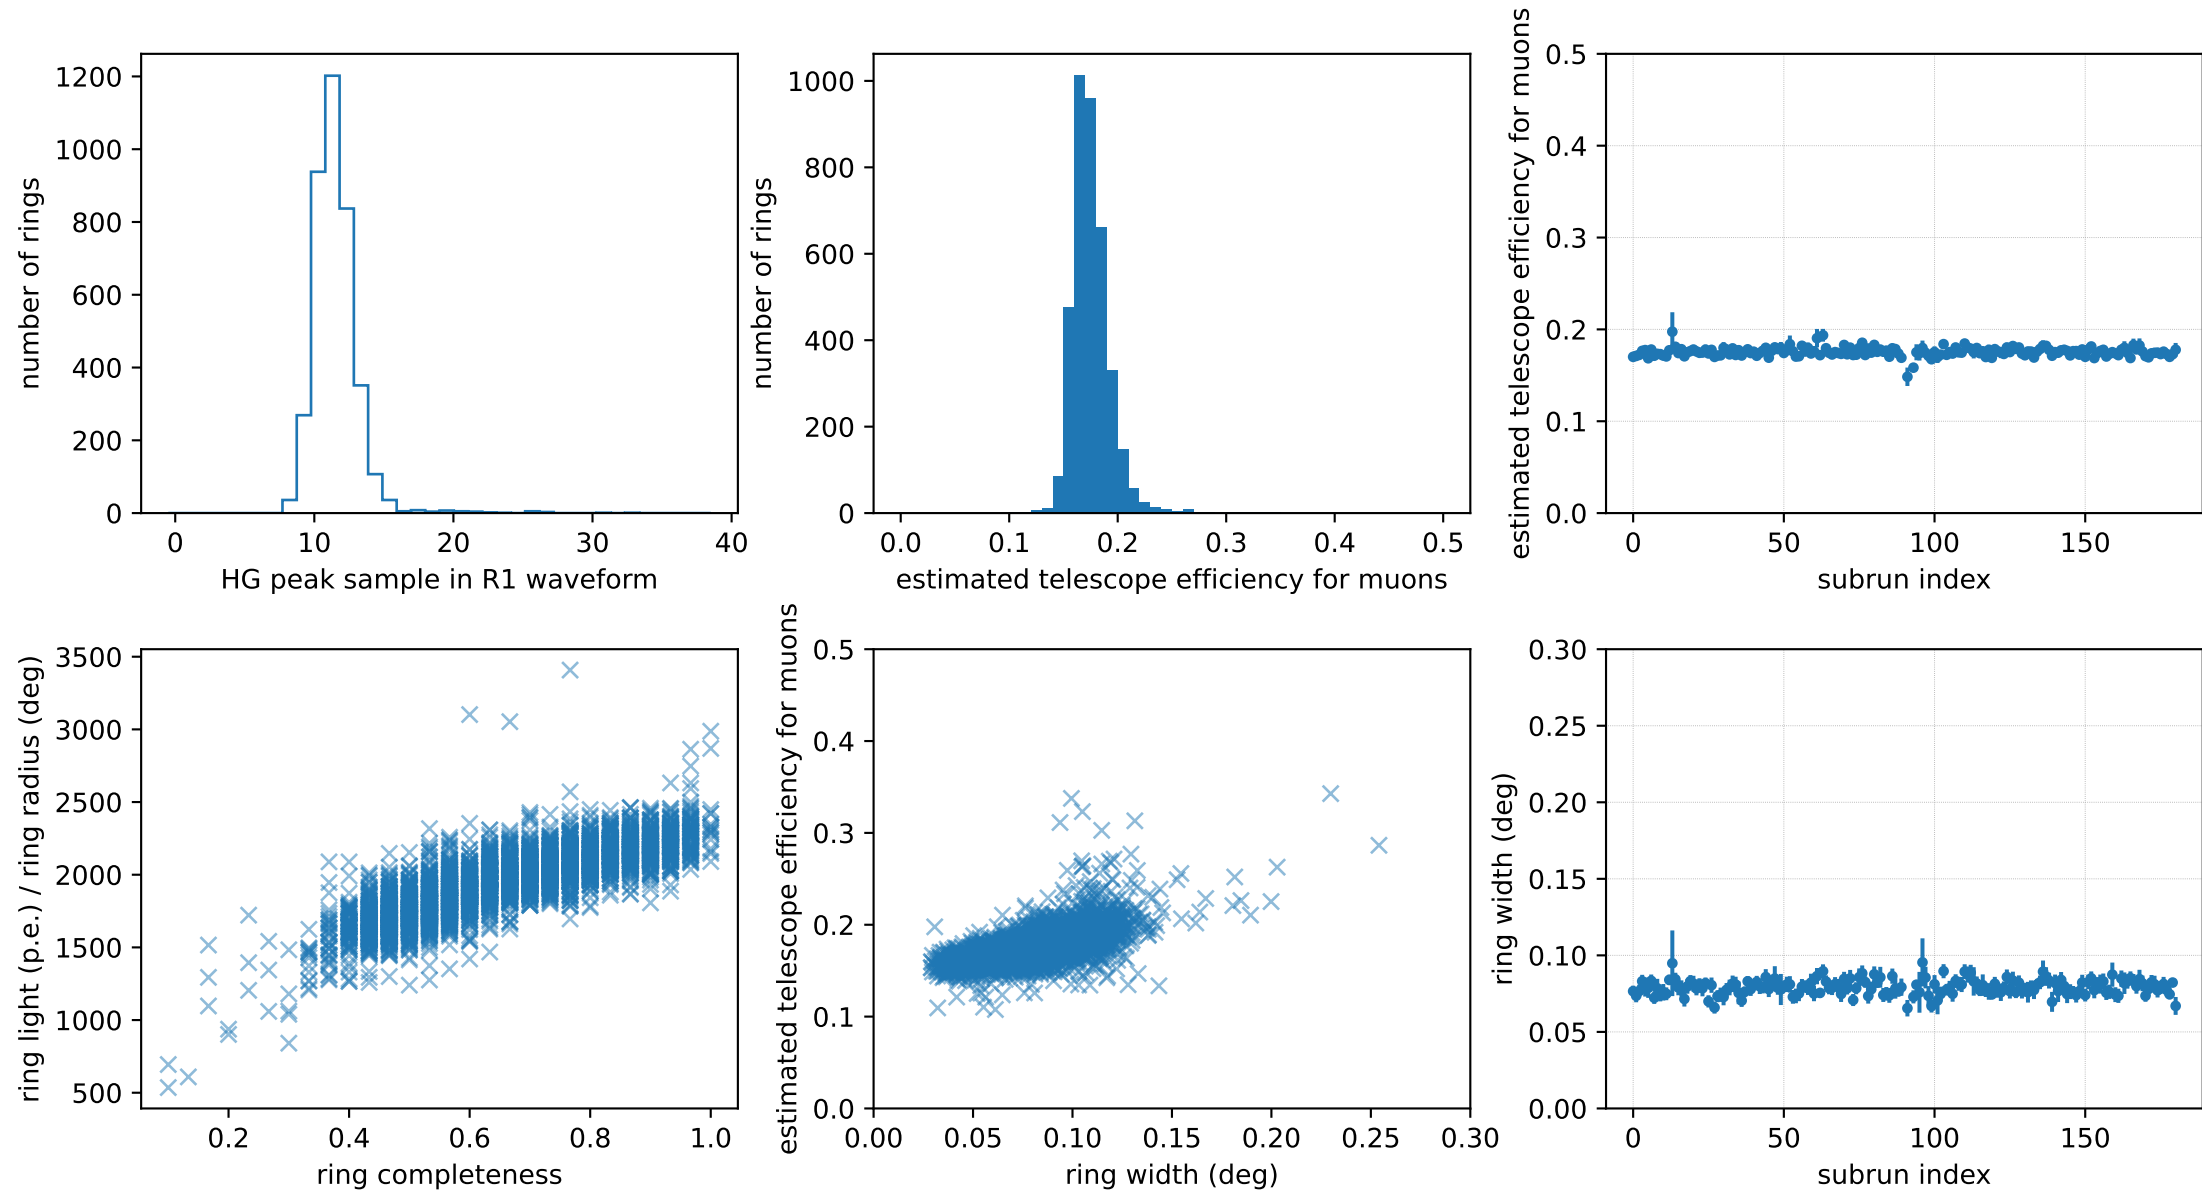 number of rings
1200
1000
800
600
400
200
0
0 10 20 30 40
HG peak sample in R1 waveform
number of rings
1000
800
600
400
200
0
0.0 0.1 0.2 0.3 0.4 0.5
estimated telescope efficiency for muons
estimated telescope efficiency for muons
0.5
0.4
0.3
0.2
0.1
0.0
0 50 100 150
subrun index
ring light (p.e.) / ring radius (deg)
3500
3000
2500
2000
1500
1000
500
0.2 0.4 0.6 0.8 1.0
ring completeness
estimated telescope efficiency for muons
0.5
0.4
0.3
0.2
0.1
0.0
0.00 0.05 0.10 0.15 0.20 0.25 0.30
ring width (deg)
ring width (deg)
0.30
0.25
0.20
0.15
0.10
0.05
0.00
0 50 100 150
subrun index